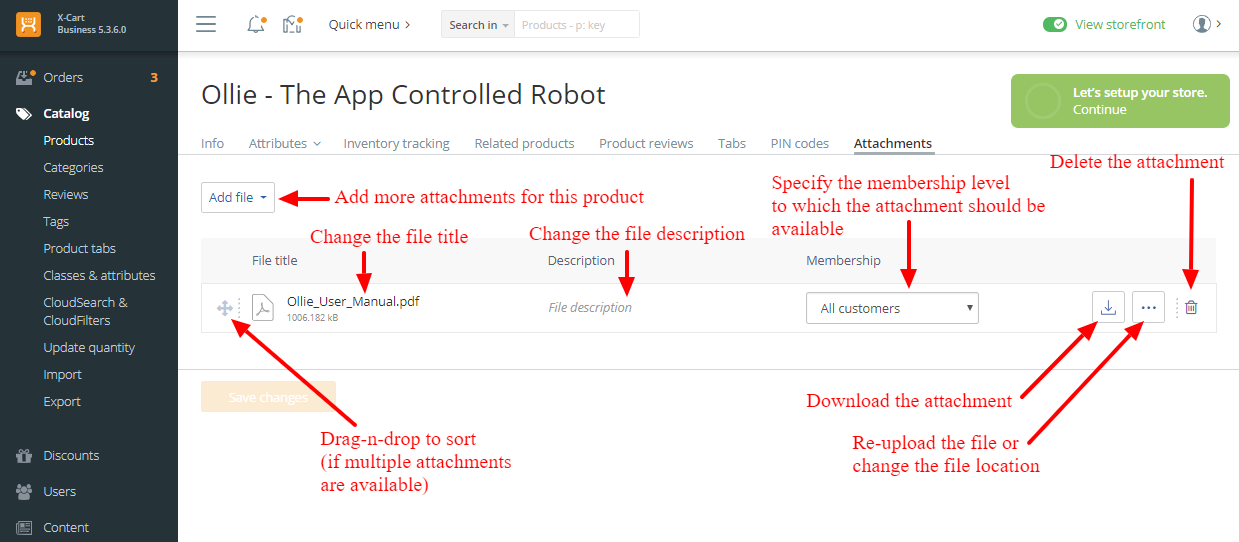 X-Cart
Business 5.3.6.0
Quick menu
Search in
Products - p: key
View storefront
Orders 3
Catalog
Products
Categories
Reviews
Tags
Product tabs
Classes & attributes
CloudSearch &
CloudFilters
Update quantity
Import
Export
Discounts
Users
Content
Ollie - The App Controlled Robot
Let's setup your store.
Continue
Info Attributes Inventory tracking Related products Product reviews Tabs PIN codes Attachments
Delete the attachment
Add file
Add more attachments for this product
Specify the membership level
to which the attachment should be
available
Change the file title
Change the file description
File title Description Membership
Ollie_User_Manual.pdf
1006.182 kB
File description
All customers
Save changes
Download the attachment
Drag-n-drop to sort
(if multiple attachments
are available)
Re-upload the file or
change the file location